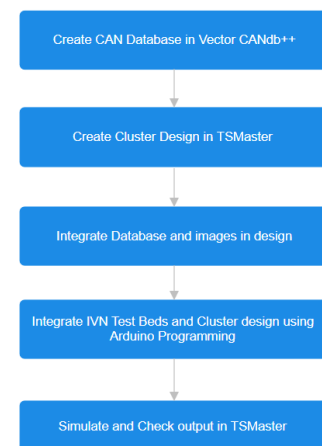 Create CAN Database in Vector CANdb++
Create Cluster Design in TSMaster
Integrate Database and images in design
Integrate IVN Test Beds and Cluster design using
Arduino Programming
Simulate and Check output in TSMaster